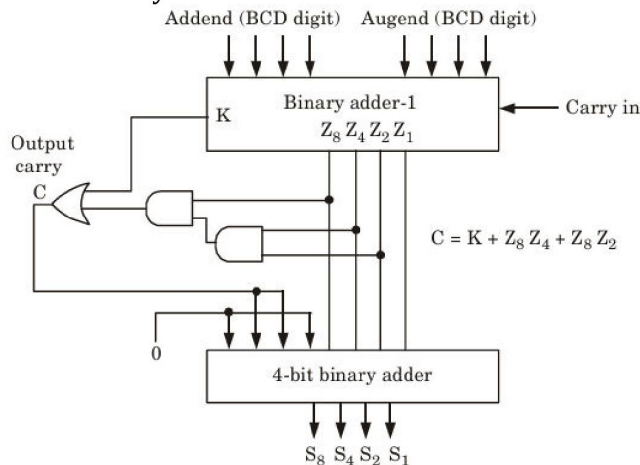 Addend (BCD digit) Augend (BCD digit)
Binary adder-1
K
Carry in
Z₈ Z₄ Z₂ Z₁
Output
carry
C
C = K + Z₈ Z₄ + Z₈ Z₂
0
4-bit binary adder
S₈ S₄ S₂ S₁